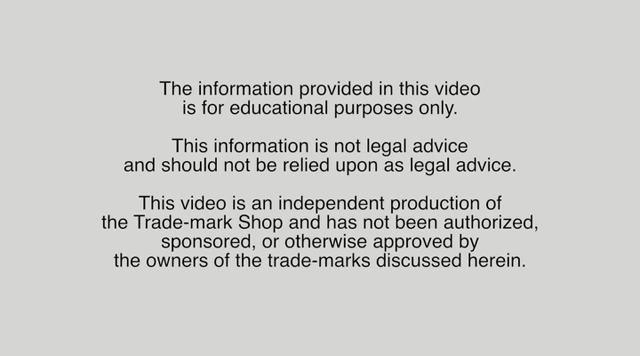 The information provided in this video
is for educational purposes only.
This information is not legal advice
and should not be relied upon as legal advice.
This video is an independent production of
the Trade-mark Shop and has not been authorized,
sponsored, or otherwise approved by
the owners of the trade-marks discussed herein.